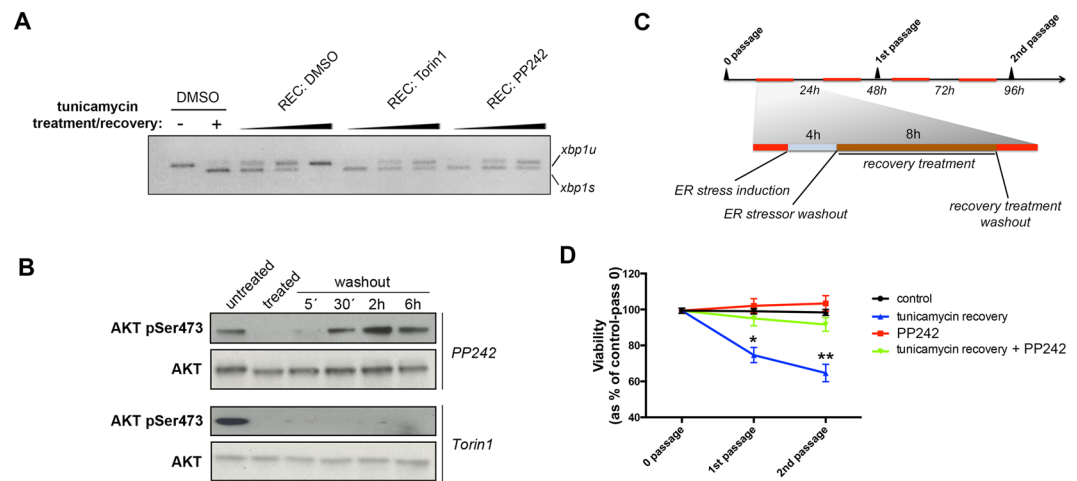 A
tunicamycin
treatment/recovery:
DMSO
- +
REC: DMSO
REC: Torin1
REC: PP242
xbp1u
xbp1s
B
untreated
treated
washout
5´ 30´ 2h 6h
AKT pSer473
AKT
PP242
AKT pSer473
AKT
Torin1
C
0 passage
1st passage
2nd passage
24h 48h 72h 96h
4h 8h
recovery treatment
ER stress induction
ER stressor washout
recovery treatment
washout
D
Viability
(as % of control-pass 0)
120
100
80
60
40
*
**
0 passage
1st passage
2nd passage
control
tunicamycin recovery
PP242
tunicamycin recovery + PP242